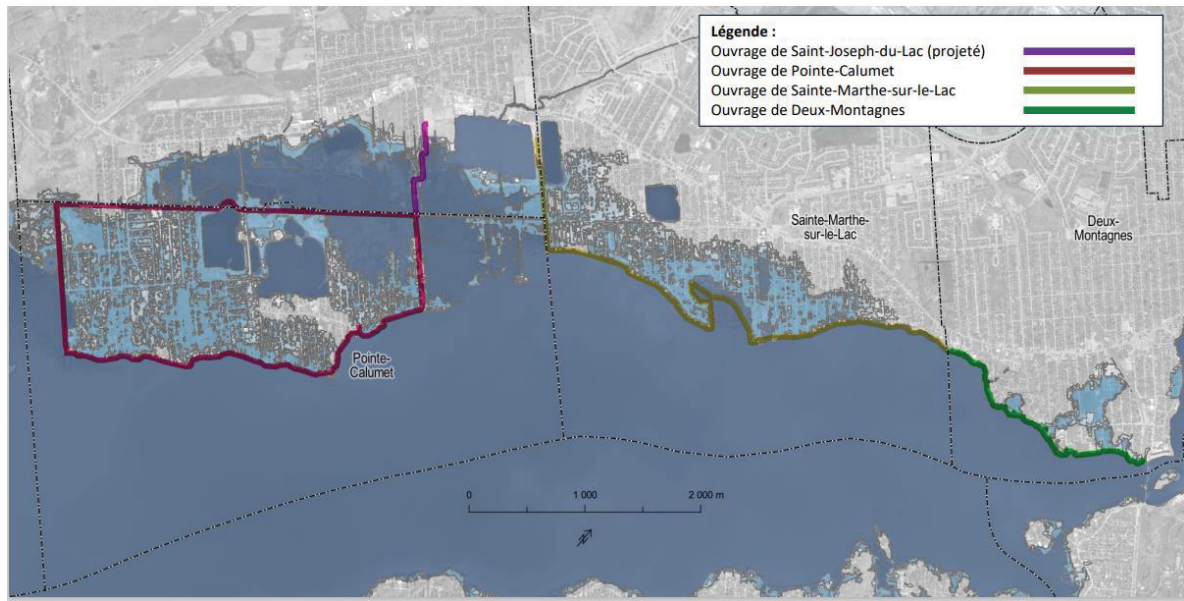 Légende :
Ouvrage de Saint-Joseph-du-Lac (projeté)
Ouvrage de Pointe-Calumet
Ouvrage de Sainte-Marthe-sur-le-Lac
Ouvrage de Deux-Montagnes
Sainte-Marthe-
sur-le-Lac
Deux-
Montagnes
Pointe-
Calumet
0 1 000 2 000 m